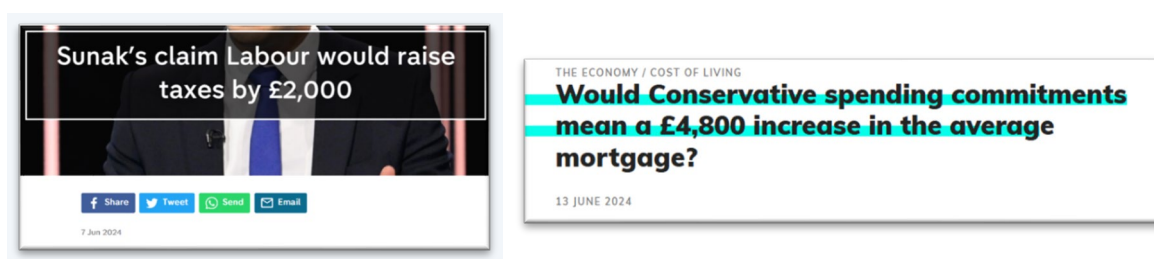 Sunak's claim Labour would raise
taxes by £2,000
Share
Tweet
Send
Email
7 Jun 2024
THE ECONOMY / COST OF LIVING
Would Conservative spending commitments
mean a £4,800 increase in the average
mortgage?
13 JUNE 2024